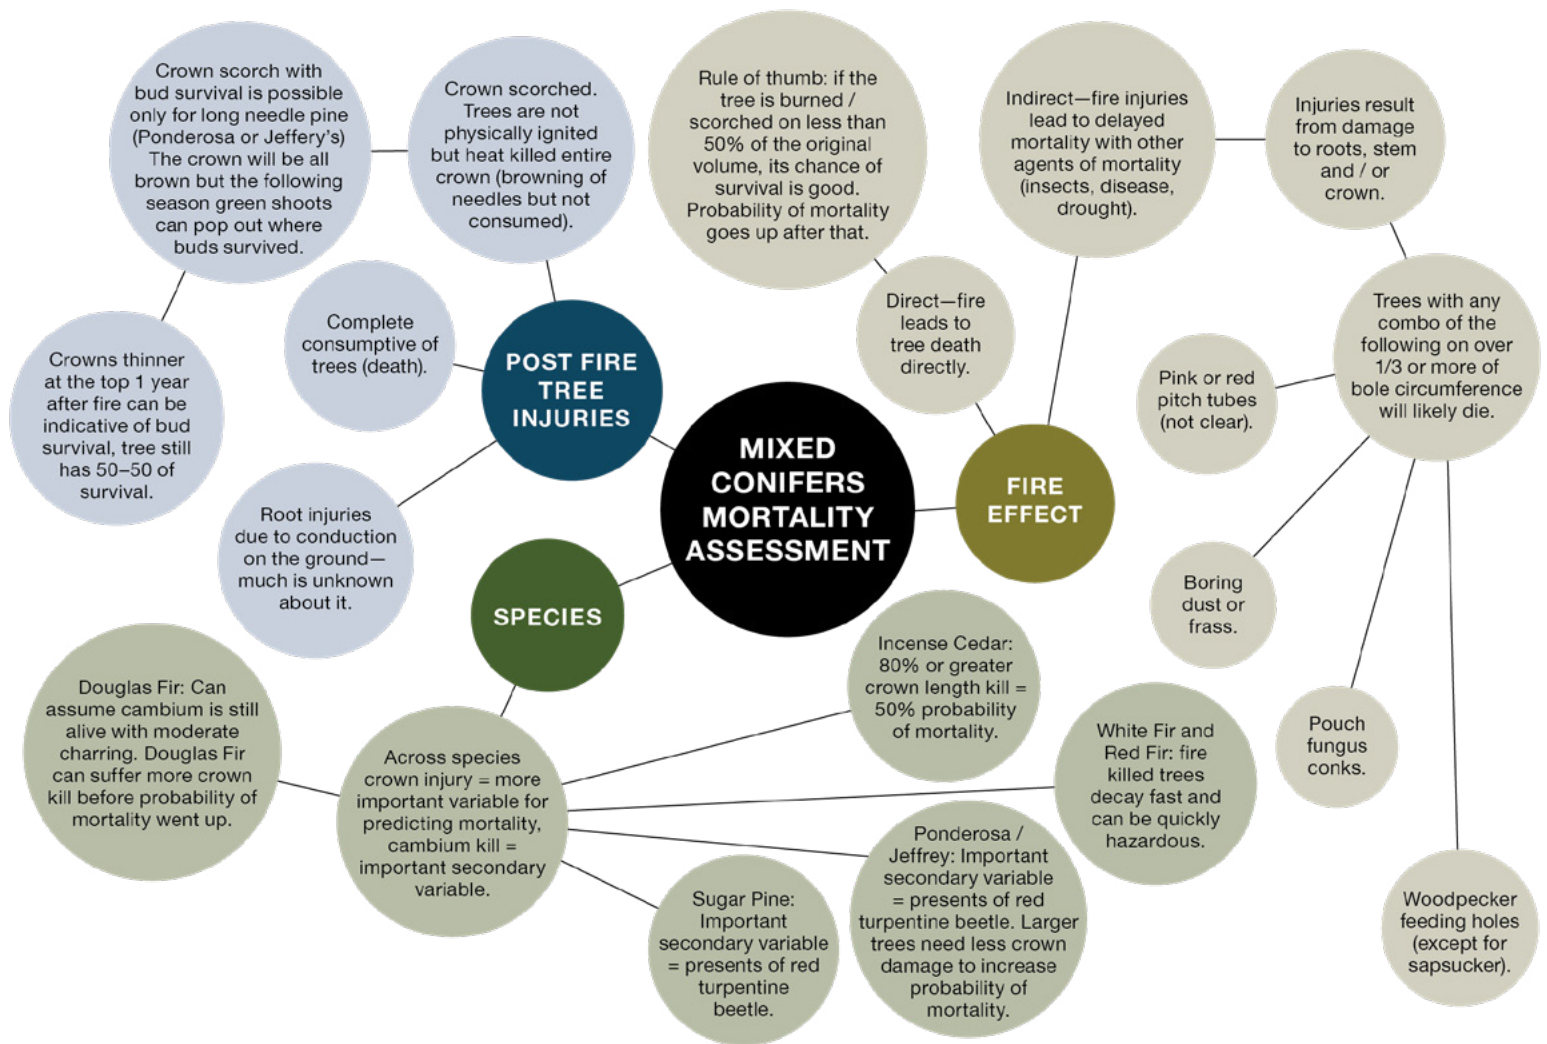 Crown scorch with
bud survival is possible
only for long needle pine
(Ponderosa or Jeffery's)
The crown will be all
brown but the following
season green shoots
can pop out where
buds survived.
Crown scorched.
Trees are not
physically ignited
but heat killed entire
crown (browning of
needles but not
consumed).
Rule of thumb: if the
tree is burned /
scorched on less than
50% of the original
volume, its chance of
survival is good.
Probability of mortality
goes up after that.
Indirect—fire injuries
lead to delayed
mortality with other
agents of mortality
(insects, disease,
drought).
Injuries result
from damage
to roots, stem
and / or
crown.
Crowns thinner
at the top 1 year
after fire can be
indicative of bud
survival, tree still
has 50–50 of
survival.
Complete
consumptive of
trees (death).
POST FIRE
TREE
INJURIES
Direct—fire
leads to
tree death
directly.
Trees with any
combo of the
following on over
1/3 or more of
bole circumference
will likely die.
Pink or red
pitch tubes
(not clear).
MIXED
CONIFERS
MORTALITY
ASSESSMENT
FIRE
EFFECT
Root injuries
due to conduction
on the ground—
much is unknown
about it.
SPECIES
Boring
dust or
frass.
Incense Cedar:
80% or greater
crown length kill =
50% probability
of mortality.
Douglas Fir: Can
assume cambium is still
alive with moderate
charring. Douglas Fir
can suffer more crown
kill before probability of
mortality went up.
Across species
crown injury = more
important variable for
predicting mortality,
cambium kill =
important secondary
variable.
White Fir and
Red Fir: fire
killed trees
decay fast and
can be quickly
hazardous.
Pouch
fungus
conks.
Sugar Pine:
Important
secondary variable
= presents of red
turpentine
beetle.
Ponderosa /
Jeffrey: Important
secondary variable
= presents of red
turpentine beetle. Larger
trees need less crown
damage to increase
probability of
mortality.
Woodpecker
feeding holes
(except for
sapsucker).